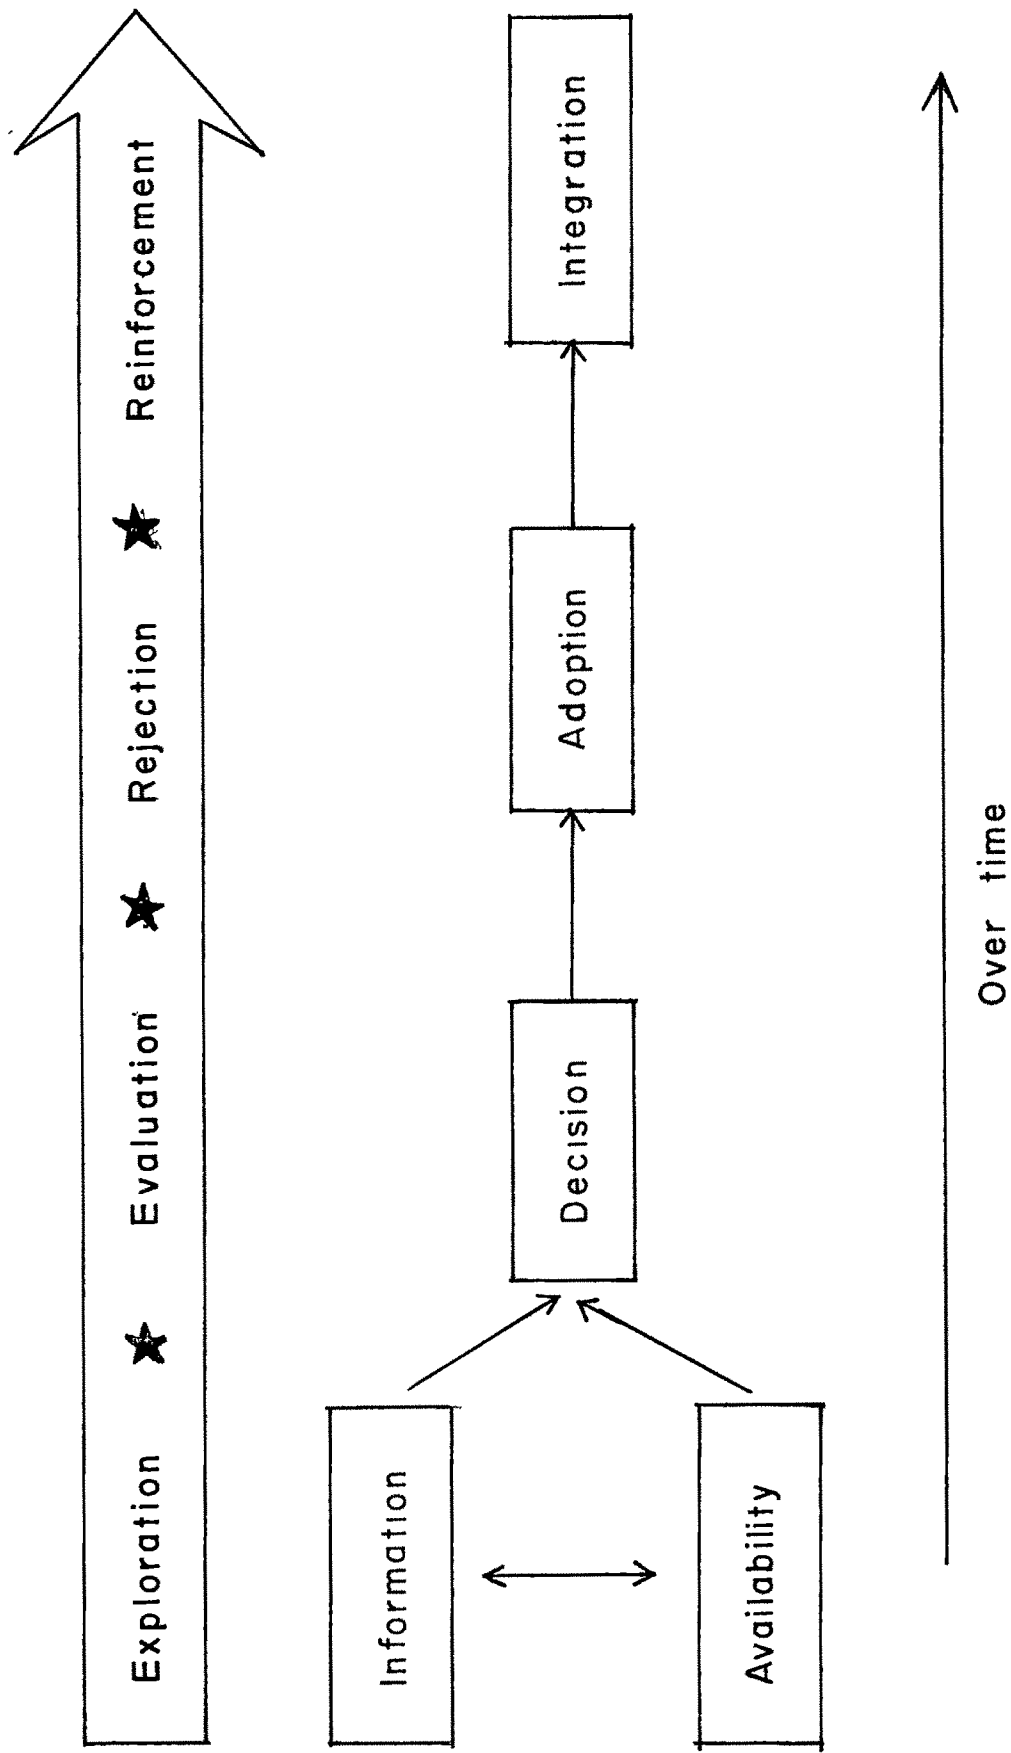 Exploration ★ Evaluation ★ Rejection ★ Reinforcement
Information
Availability
Decision
Adoption
Integration
Over time